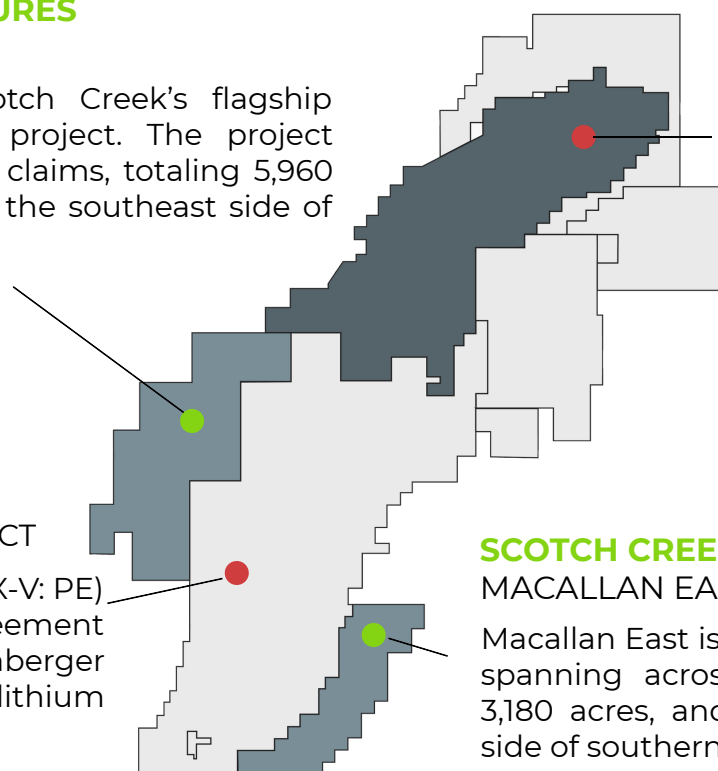 URES
otch Creek's flagship
project. The project
claims, totaling 5,960
the southeast side of
CT
X-V: PE)
eement
nberger
lithium
SCOTCH CREE
MACALLAN EA
Macallan East is
spanning acros
3,180 acres, and
side of southern